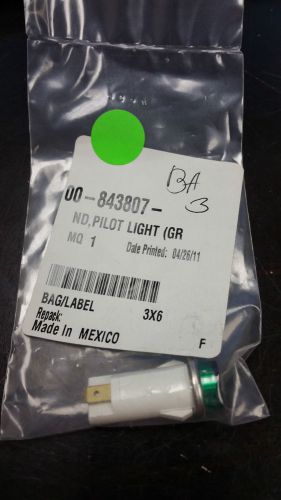 BA
3
00-843807-
ND,PILOT LIGHT (GR
MQ 1 Date Printed: 04/26/11
BAG/LABEL 3X6
Repack:
Made In MEXICO F